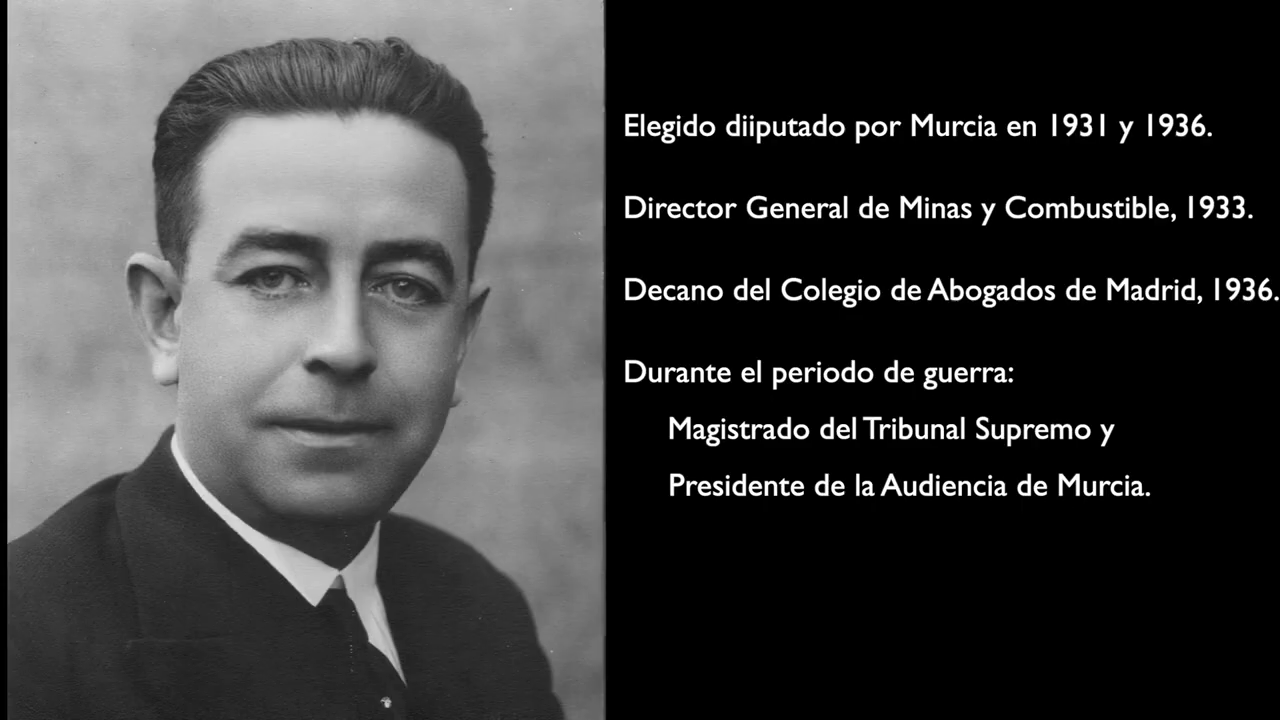 Elegido diiputado por Murcia en 1931 y 1936.
Director General de Minas y Combustible, 1933.
Decano del Colegio de Abogados de Madrid, 1936.
Durante el periodo de guerra:
Magistrado del Tribunal Supremo y
Presidente de la Audiencia de Murcia.